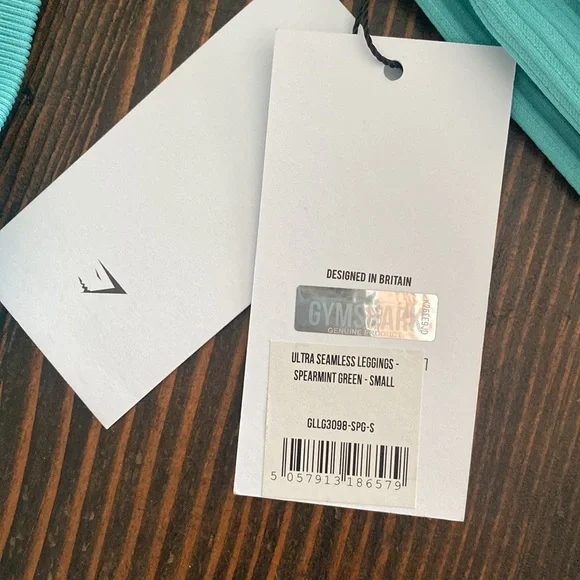 DESIGNED IN BRITAIN
GYMSHARK
GENUINE PRODUCT
ULTRA SEAMLESS LEGGINGS -
SPEARMINT GREEN - SMALL
GLLG3098-SPG-S
5 057913 186579